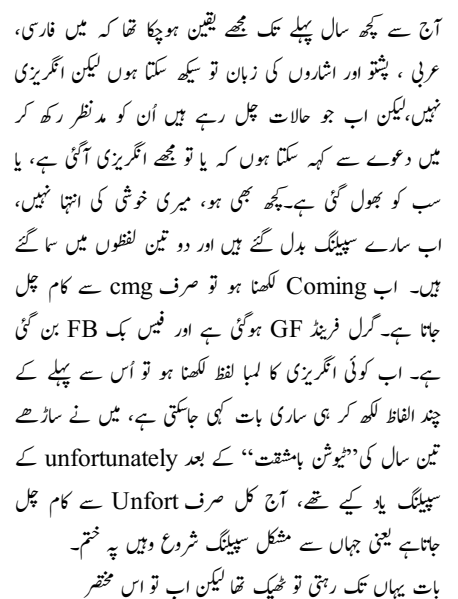 آج سے کچھ سال پہلے تک مجھے یقین ہوچکا تھا کہ میں فارسی،
عربی ، پشتو اور اشاروں کی زبان تو سیکھ سکتا ہوں لیکن انگریزی
نہیں،لیکن اب جو حالات چل رہے ہیں اُن کو مدنظر رکھ کر
میں دعوے سے کہہ سکتا ہوں کہ یا تو مجھے انگریزی آگئی ہے، یا
سب کو بھول گئی ہے۔کچھ بھی ہو، میری خوشی کی انتہا نہیں،
اب سارے سپیلنگ بدل گئے ہیں اور دو تین لفظوں میں سما گئے
ہیں۔ اب Coming لکھنا ہو تو صرف cmg سے کام چل
جاتا ہے۔گرل فرینڈ GF ہوگئی ہے اور فیس بک FB بن گئی
ہے۔ اب کوئی انگریزی کا لمبا لفظ لکھنا ہو تو اُس سے پہلے کے
چند الفاظ لکھ کر ہی ساری بات کہی جاسکتی ہے، میں نے ساڑھے
تین سال کی ’’ٹیوشن بامشقت‘‘ کے بعد unfortunately کے
سپیلنگ یاد کیے تھے، آج کل صرف Unfort سے کام چل
جاتاہے یعنی جہاں سے مشکل سپیلنگ شروع وہیں پہ ختم۔
بات یہاں تک رہتی تو ٹھیک تھا لیکن اب تو اس مختصر